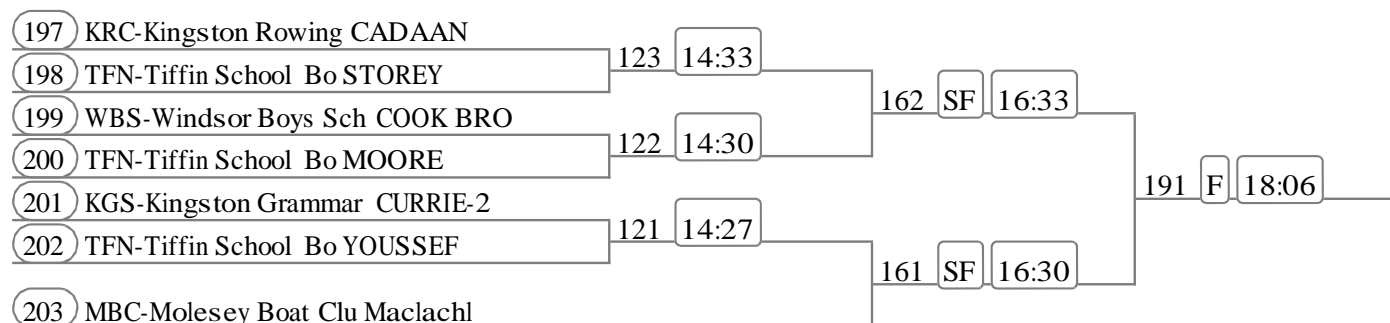 197 KRC-Kingston Rowing CADAAN
123 14:33
198 TFN-Tiffin School Bo STOREY
162 SF 16:33
199 WBS-Windsor Boys Sch COOK BRO
122 14:30
200 TFN-Tiffin School Bo MOORE
191 F 18:06
201 KGS-Kingston Grammar CURRIE-2
121 14:27
202 TFN-Tiffin School Bo YOUSSEF
161 SF 16:30
203 MBC-Molesey Boat Clu Maclachl